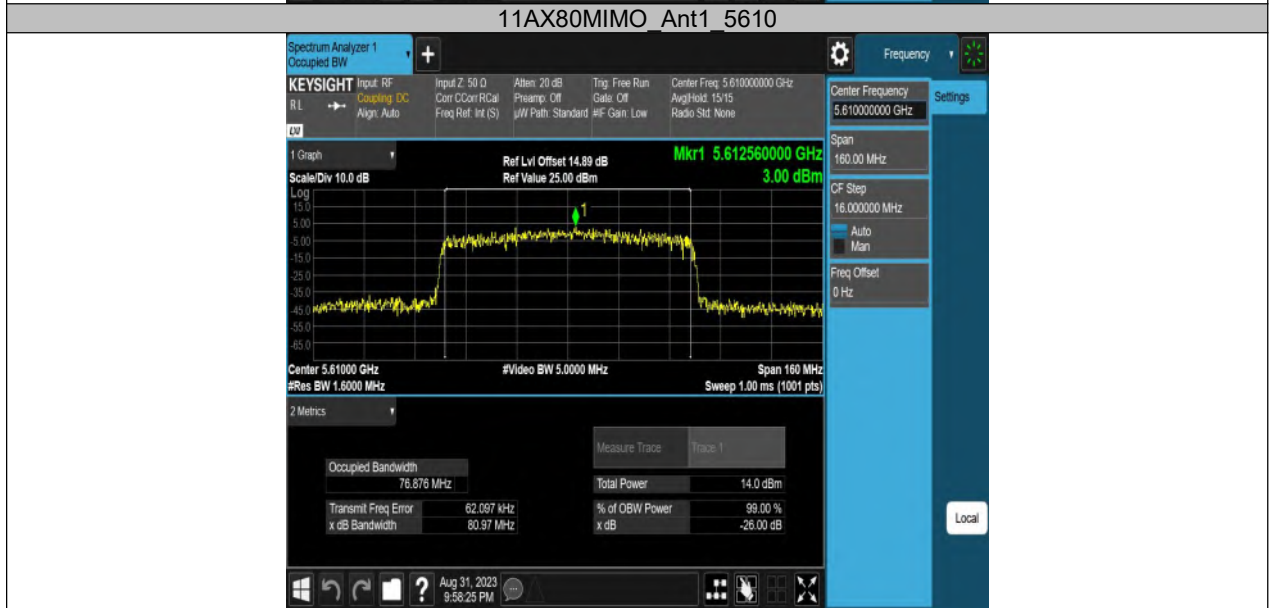 11AX80MIMO_Ant1_5610
Spectrum Analyzer 1
Occupied BW
+
Frequency
KEYSIGHT
RL
LXI
Input: RF
Coupling: DC
Align: Auto
Input Z: 50 Ω
Corr CCorr RCal
Freq Ref: Int (S)
Atten: 20 dB
Preamp: Off
µW Path: Standard
Trig: Free Run
Gate: Off
#IF Gain: Low
Center Freq: 5.610000000 GHz
Avg|Hold: 15/15
Radio Std: None
Center Frequency
5.610000000 GHz
Settings
Span
160.00 MHz
CF Step
16.000000 MHz
Auto
Man
Freq Offset
0 Hz
1 Graph
Scale/Div 10.0 dB
Ref Lvl Offset 14.89 dB
Ref Value 25.00 dBm
Mkr1 5.612560000 GHz
3.00 dBm
Log
15.0
5.00
-5.00
-15.0
-25.0
-35.0
-45.0
-55.0
-65.0
1
Center 5.61000 GHz
#Res BW 1.6000 MHz
#Video BW 5.0000 MHz
Span 160 MHz
Sweep 1.00 ms (1001 pts)
2 Metrics
Measure Trace Trace 1
Occupied Bandwidth
76.876 MHz
Total Power 14.0 dBm
Transmit Freq Error 62.097 kHz
% of OBW Power 99.00 %
x dB Bandwidth 80.97 MHz
x dB -26.00 dB
Local
?
Aug 31, 2023
9:58:25 PM